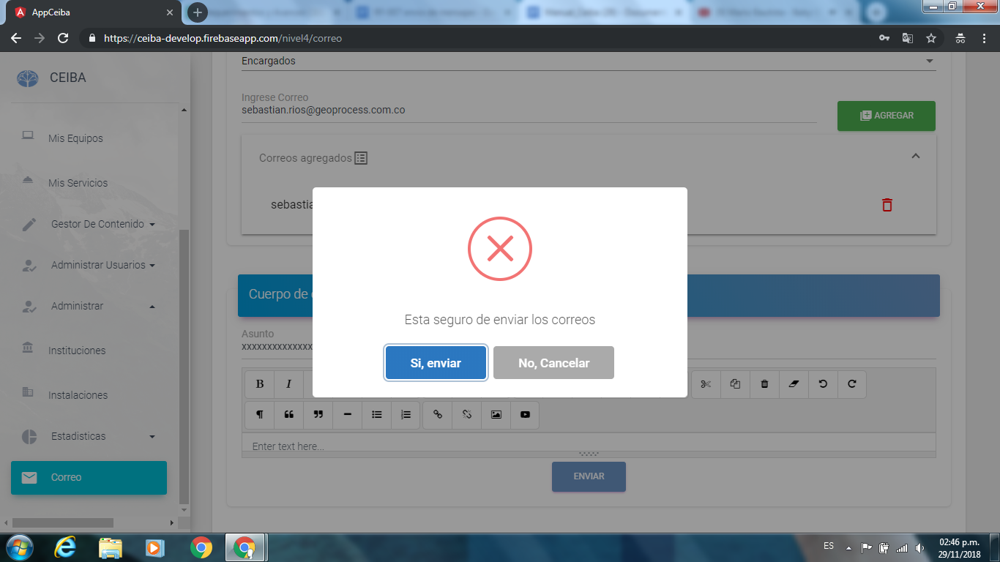 AppCeiba
https://ceiba-develop.firebaseapp.com/nivel4/correo
CEIBA
Mis Equipos
Mis Servicios
Gestor De Contenido
Administrar Usuarios
Administrar
Instituciones
Instalaciones
Estadisticas
Correo
Encargados
Ingrese Correo
sebastian.rios@geoprocess.com.co
AGREGAR
Correos agregados
sebastia
Esta seguro de enviar los correos
Si, enviar
No, Cancelar
Cuerpo de
Asunto
xxxxxxxxxxxxxx
B I
Enter text here...
ENVIAR
ES
02:46 p.m.
29/11/2018